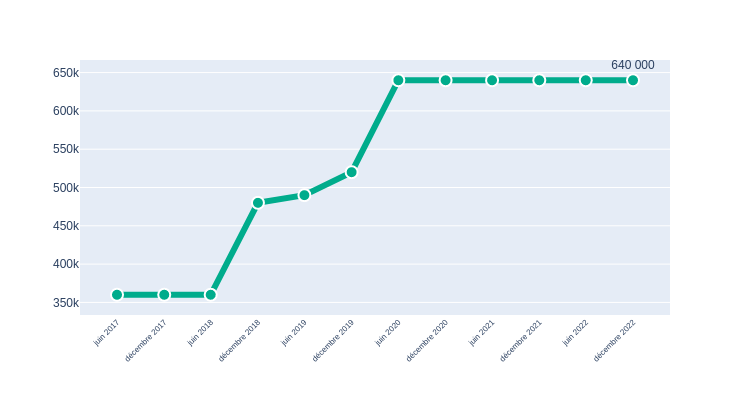 640 000
650k
600k
550k
500k
450k
400k
350k
juin 2017
décembre 2017
juin 2018
décembre 2018
juin 2019
décembre 2019
juin 2020
décembre 2020
juin 2021
décembre 2021
juin 2022
décembre 2022